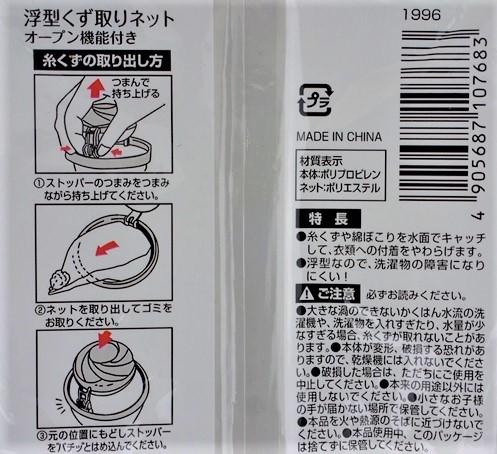 浮型くず取りネット
オープン機能付き
糸くずの取り出し方
つまんで
持ち上げる
①ストッパーのつまみをつまみ
ながら持ち上げてください。
②ネットを取り出してゴミを
お取りください。
③元の位置にもどしストッパー
を"パチッ"とはめ込んでください。
1996
プラ
MADE IN CHINA
材質表示
本体:ポリプロピレン
ネット:ポリエステル
4 905687 107683
特長
●糸くずや綿ぼこりを水面でキャッチ
して、衣類への付着をやわらげます。
●浮型なので、洗濯物の障害になり
にくい！
ご注意 必ずお読みください。
●大きな渦のできないかくはん水流の洗
濯機や、洗濯物を入れすぎたり、水量が少
なすぎる場合、糸くずが取れないことがあ
ります。●本体が変形、破損する恐れがあ
りますので、乾燥機には入れないでくださ
い。●破損した場合は、ただちにご使用を
中止してください。●本来の用途以外には
使用しないでください。●小さなお子様
の手が届かない場所で保管してください。
●本品を火や熱源のそばに近づけないで
ください。●本品使用中、このパッケージ
は捨てずに保管してください。